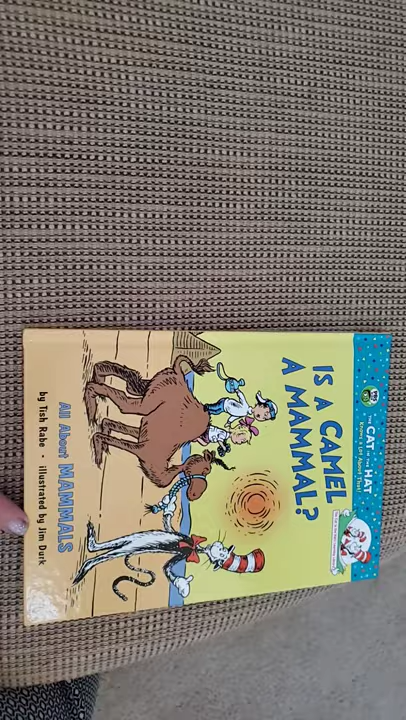 THE CAT IN THE HAT
Knows a Lot About That!
IS A CAMEL
A MAMMAL?
All About MAMMALS
by Tish Rabe • illustrated by Jim Durk